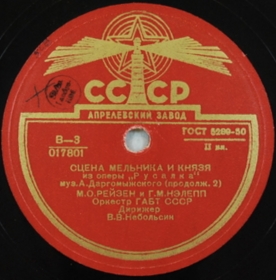 СССР
АПРЕЛЕВСКИЙ ЗАВОД
В-3
017801
ГОСТ 5289-50
II кл.
СЦЕНА МЕЛЬНИКА И КНЯЗЯ
из оперы „Русалка"
муз. А. Даргомыжского (продолж. 2)
М. О. РЕЙЗЕН и Г. М. НЭЛЕПП
Оркестр ГАБТ СССР
Дирижер
В. В. Небольсин